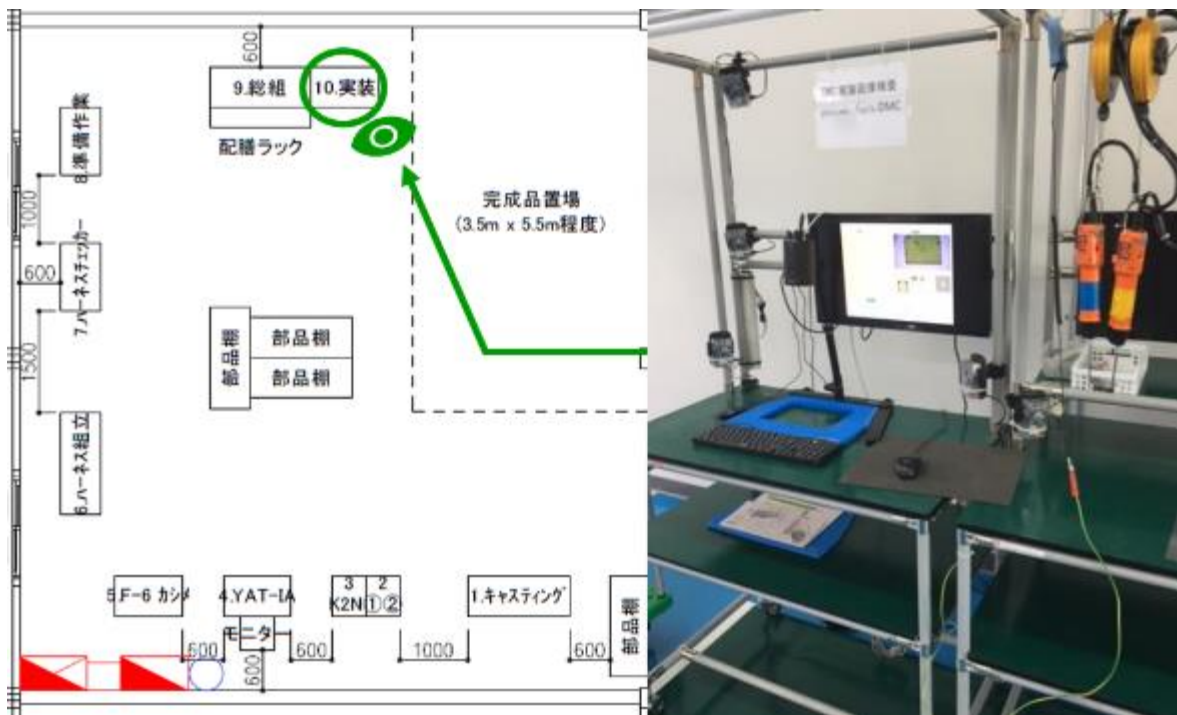 600
9.総組
10.実装
配膳ラック
8.準備作業
1000
600
7.ハーネスチェッカー
1500
6.ハーネス組立
完成品置場
(3.5m x 5.5m程度)
部品棚
部品棚
部品棚
5.F-6 カシメ
4.YAT-IA
モニタ
3
K2N
2
①②
1.キャスティング
部品棚
600
600
600
1000
600
DMC